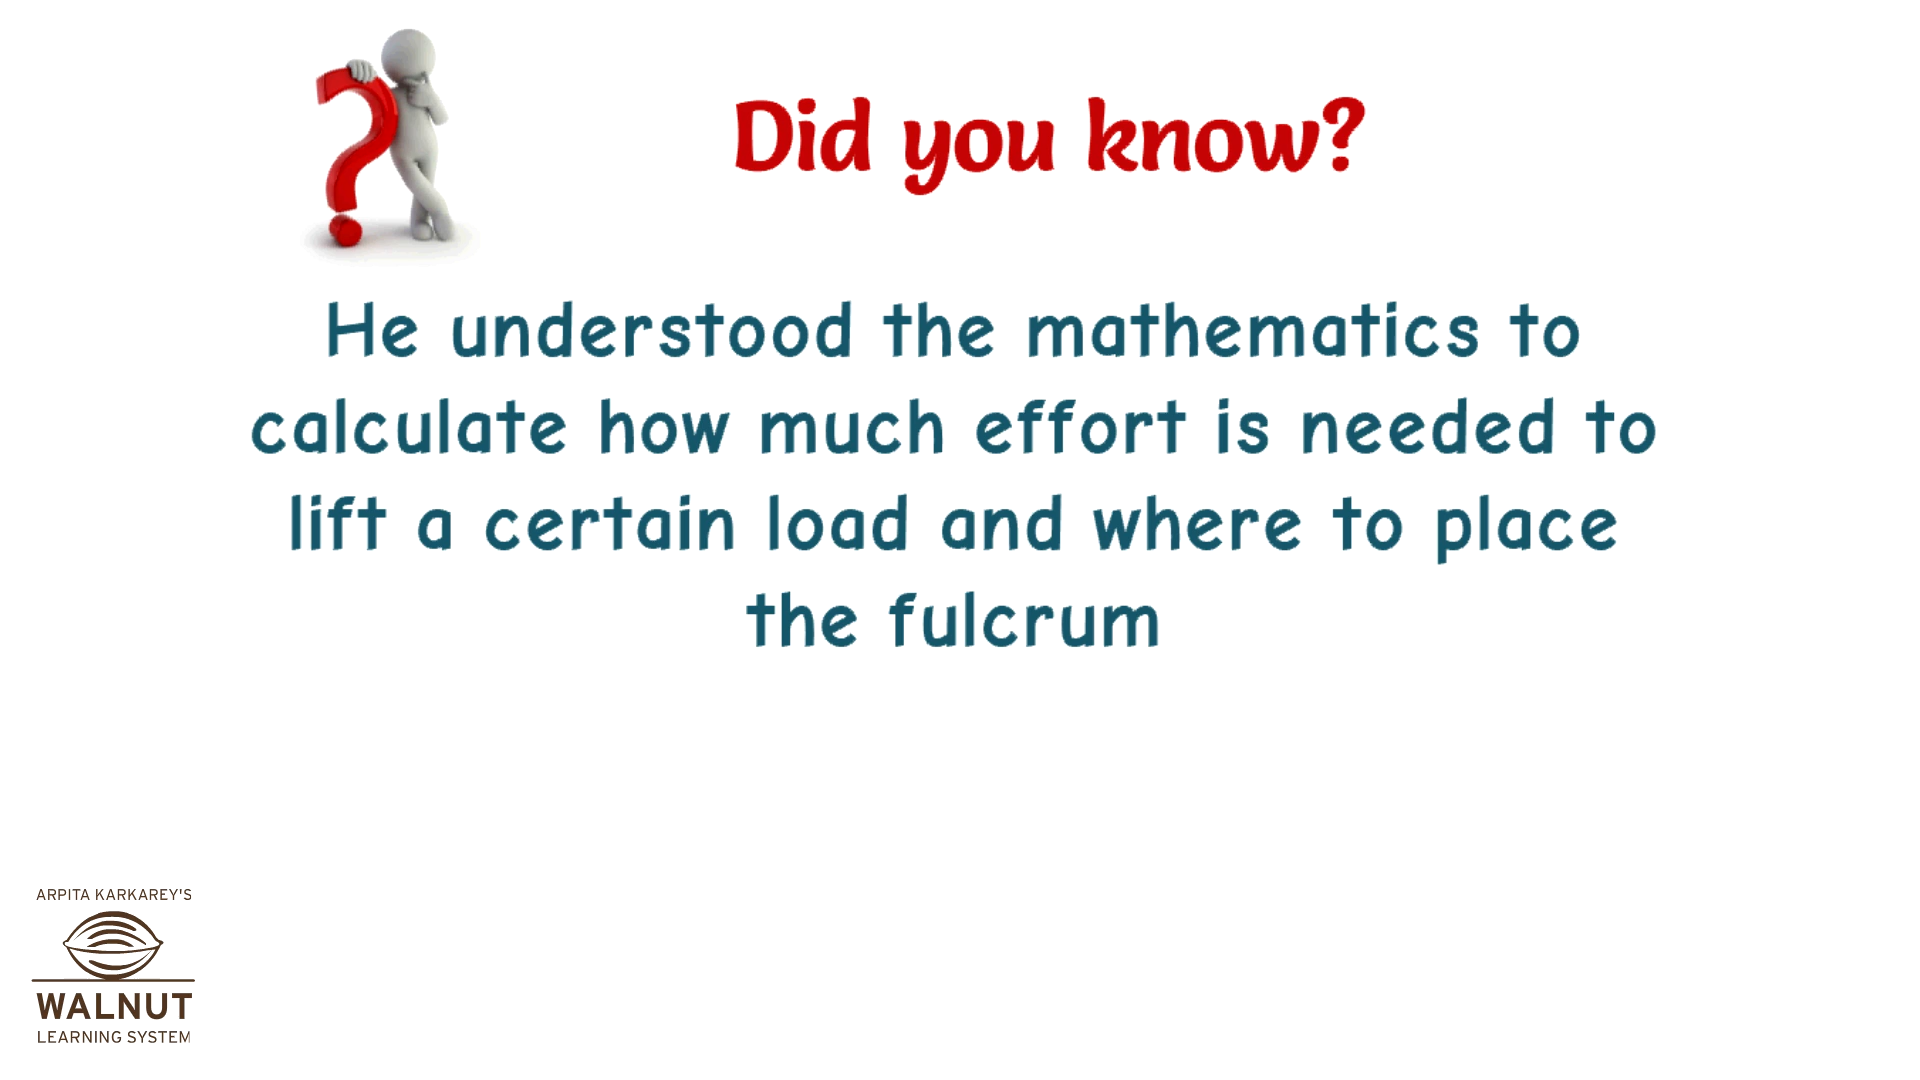 Did you know?
He understood the mathematics to
calculate how much effort is needed to
lift a certain load and where to place
the fulcrum
ARPITA KARKAREY'S
WALNUT
LEARNING SYSTEM